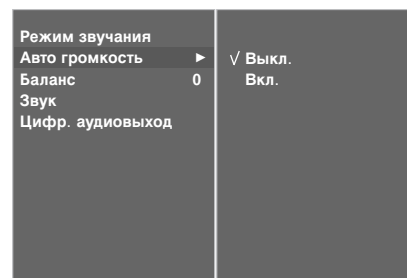 Режим звучания
Авто громкость ► √ Выкл.
Баланс 0 Вкл.
Звук
Цифр. аудиовыход